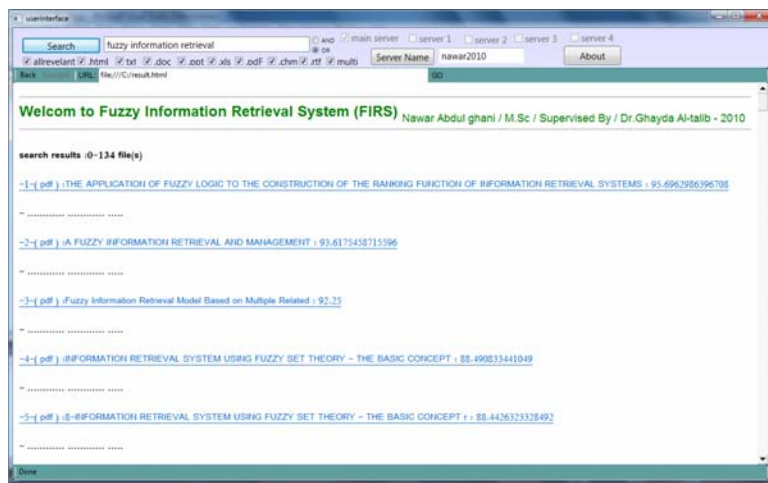 userinterface
Search fuzzy information retrieval AND OR main server server 1 server 2 server 3 server 4
allrevelant .html txt .doc .ppt .xls .pdF .chm .rtf multi Server Name nawar2010 About
Back URL: file:///C:/result.html GO
Welcom to Fuzzy Information Retrieval System (FIRS) Nawar Abdul ghani / M.Sc / Supervised By / Dr.Ghayda Al-talib - 2010
search results :0-134 file(s)
-1-( pdf ) :THE APPLICATION OF FUZZY LOGIC TO THE CONSTRUCTION OF THE RANKING FUNCTION OF INFORMATION RETRIEVAL SYSTEMS : 95.6962986396708
- ............. ............ .....
-2-( pdf ) :A FUZZY INFORMATION RETRIEVAL AND MANAGEMENT : 93.6175458715596
- ............. ............ .....
-3-( pdf ) :Fuzzy Information Retrieval Model Based on Multiple Related : 92.25
- ............. ............ .....
-4-( pdf ) :INFORMATION RETRIEVAL SYSTEM USING FUZZY SET THEORY - THE BASIC CONCEPT : 88.490833441049
- ............. ............ .....
-5-( pdf ) :8-INFORMATION RETRIEVAL SYSTEM USING FUZZY SET THEORY - THE BASIC CONCEPT r : 88.4426323328492
- ............. ............ .....
Done